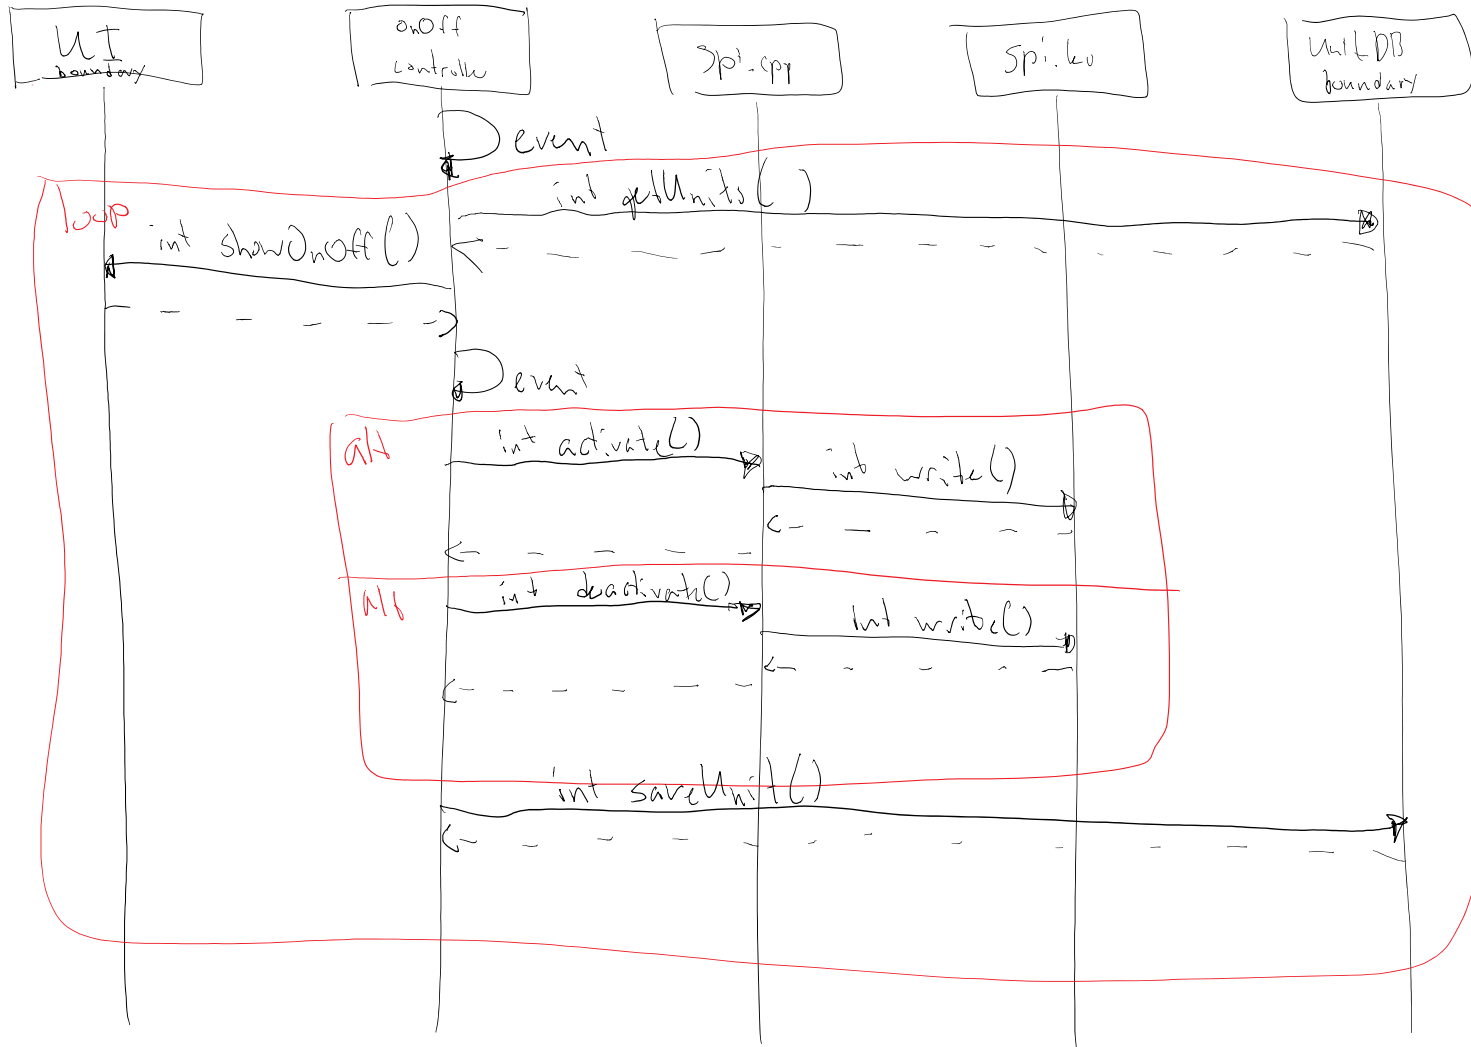 UI
boundary
onOff
controller
Spi.cpp
Spi.ko
UnitDB
boundary
event
int getUnits()
loop
int showOnOff()
event
alt
int activate()
int write()
alt
int deactivate()
int write()
int saveUnit()